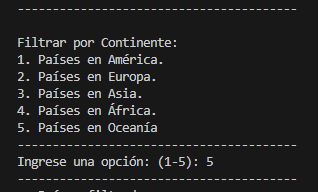 ----------------------------------------
Filtrar por Continente:
1. Países en América.
2. Países en Europa.
3. Países en Asia.
4. Países en África.
5. Países en Oceanía
----------------------------------------
Ingrese una opción: (1-5): 5
----------------------------------------